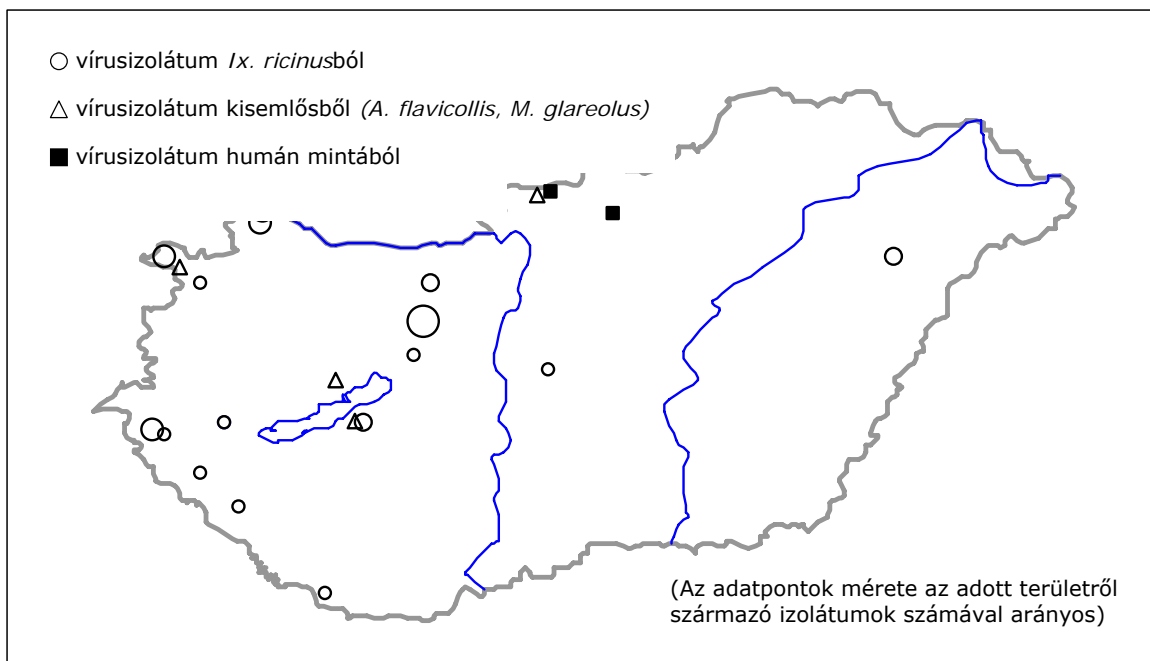 vírusizolátum Ix. ricinusból
vírusizolátum kisemlősből (A. flavicollis, M. glareolus)
vírusizolátum humán mintából
(Az adatpontok mérete az adott területről
származó izolátumok számával arányos)